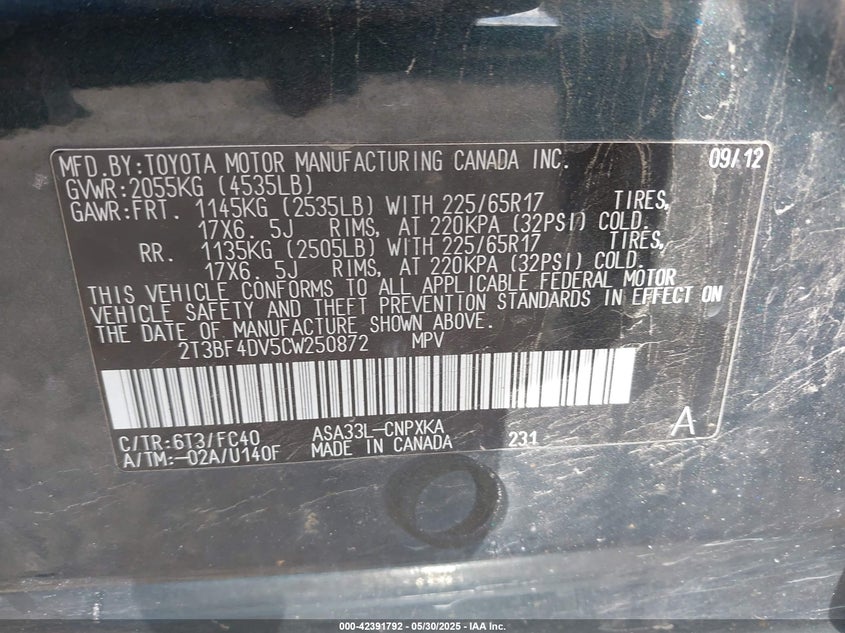 MFD.BY:TOYOTA MOTOR MANUFACTURING CANADA INC. 09/12
GVWR:2055KG (4535LB)
GAWR:FRT. 1145KG (2535LB) WITH 225/65R17 TIRES,
17X6. 5J RIMS, AT 220KPA (32PSI) COLD.
RR. 1135KG (2505LB) WITH 225/65R17 TIRES,
17X6. 5J RIMS, AT 220KPA (32PSI) COLD.
THIS VEHICLE CONFORMS TO ALL APPLICABLE FEDERAL MOTOR
VEHICLE SAFETY AND THEFT PREVENTION STANDARDS IN EFFECT ON
THE DATE OF MANUFACTURE SHOWN ABOVE.
2T3BF4DV5CW250872 MPV
C/TR:6T3/FC40 ASA33L-CNPXKA
A/TM:-02A/U140F MADE IN CANADA 231 A
000-42391792 — 05/30/2025 — IAA Inc.